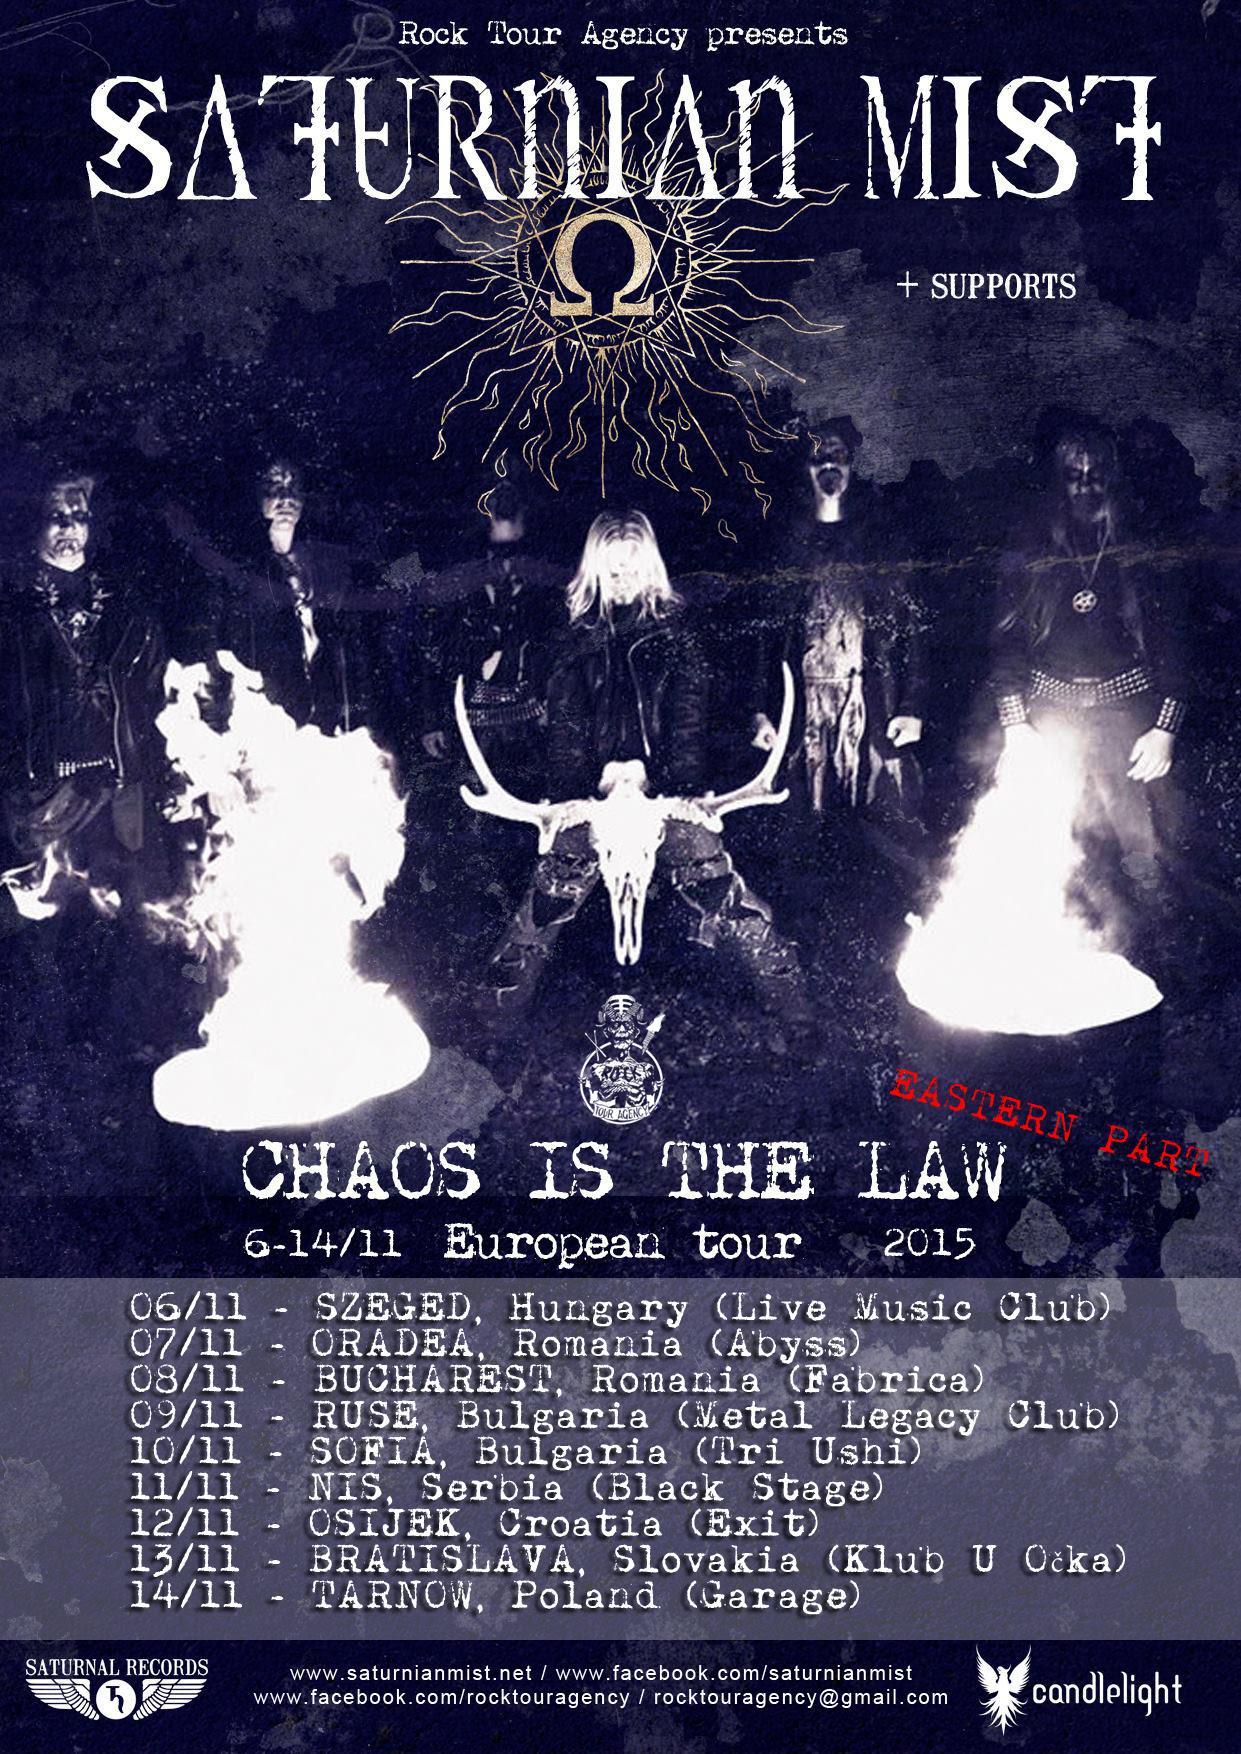 Rock Tour Agency presents
SATURNIAN MIST
Ω
+ SUPPORTS
ROCK
TOUR AGENCY
EASTERN PART
CHAOS IS THE LAW
6-14/11 European tour 2015
06/11 - SZEGED, Hungary (Live Music Club)
07/11 - ORADEA, Romania (Abyss)
08/11 - BUCHAREST, Romania (Fabrica)
09/11 - RUSE, Bulgaria (Metal Legacy Club)
10/11 - SOFIA, Bulgaria (Tri Ushi)
11/11 - NIS, Serbia (Black Stage)
12/11 - OSIJEK, Croatia (Exit)
13/11 - BRATISLAVA, Slovakia (Klub U Očka)
14/11 - TARNOW, Poland (Garage)
SATURNAL RECORDS
www.saturnianmist.net / www.facebook.com/saturnianmist
www.facebook.com/rocktouragency / rocktouragency@gmail.com
candlelight